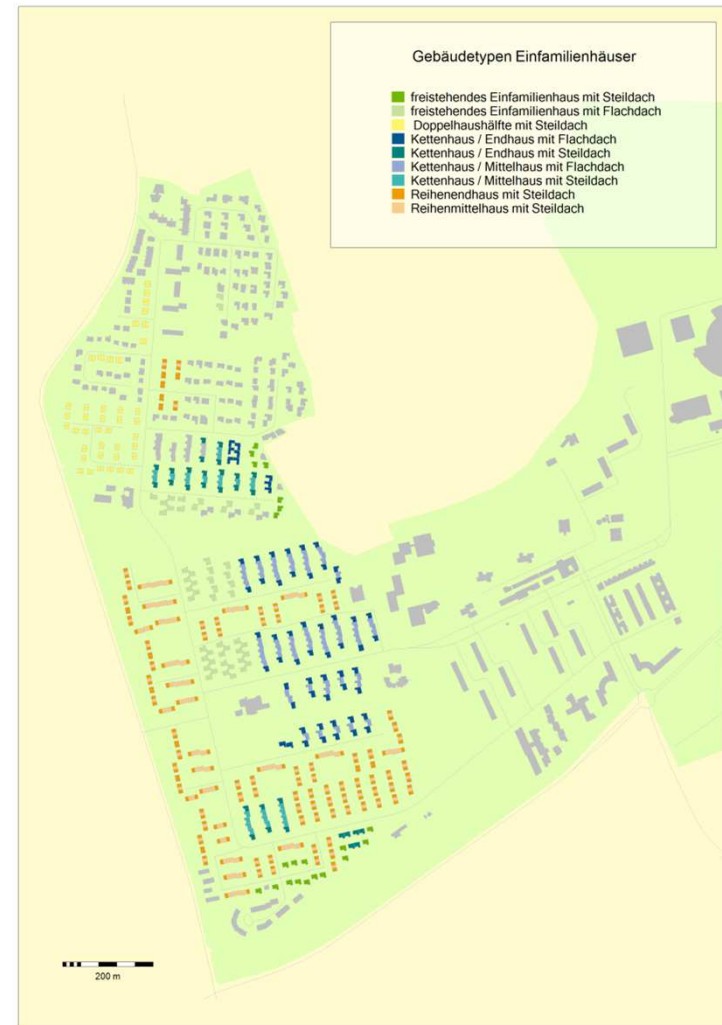 Gebäudetypen Einfamilienhäuser
freistehendes Einfamilienhaus mit Steildach
freistehendes Einfamilienhaus mit Flachdach
Doppelhaushälfte mit Steildach
Kettenhaus / Endhaus mit Flachdach
Kettenhaus / Endhaus mit Steildach
Kettenhaus / Mittelhaus mit Flachdach
Kettenhaus / Mittelhaus mit Steildach
Reihenendhaus mit Steildach
Reihenmittelhaus mit Steildach
200 m